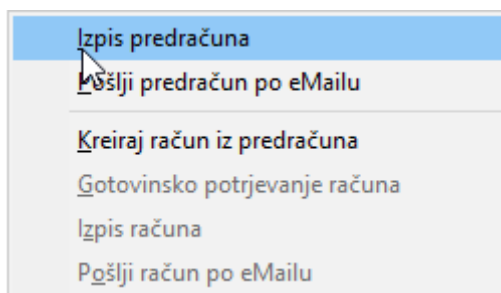 Izpis predračuna
Pošlji predračun po eMailu
Kreiraj račun iz predračuna
Gotovinsko potrjevanje računa
Izpis računa
Pošlji račun po eMailu